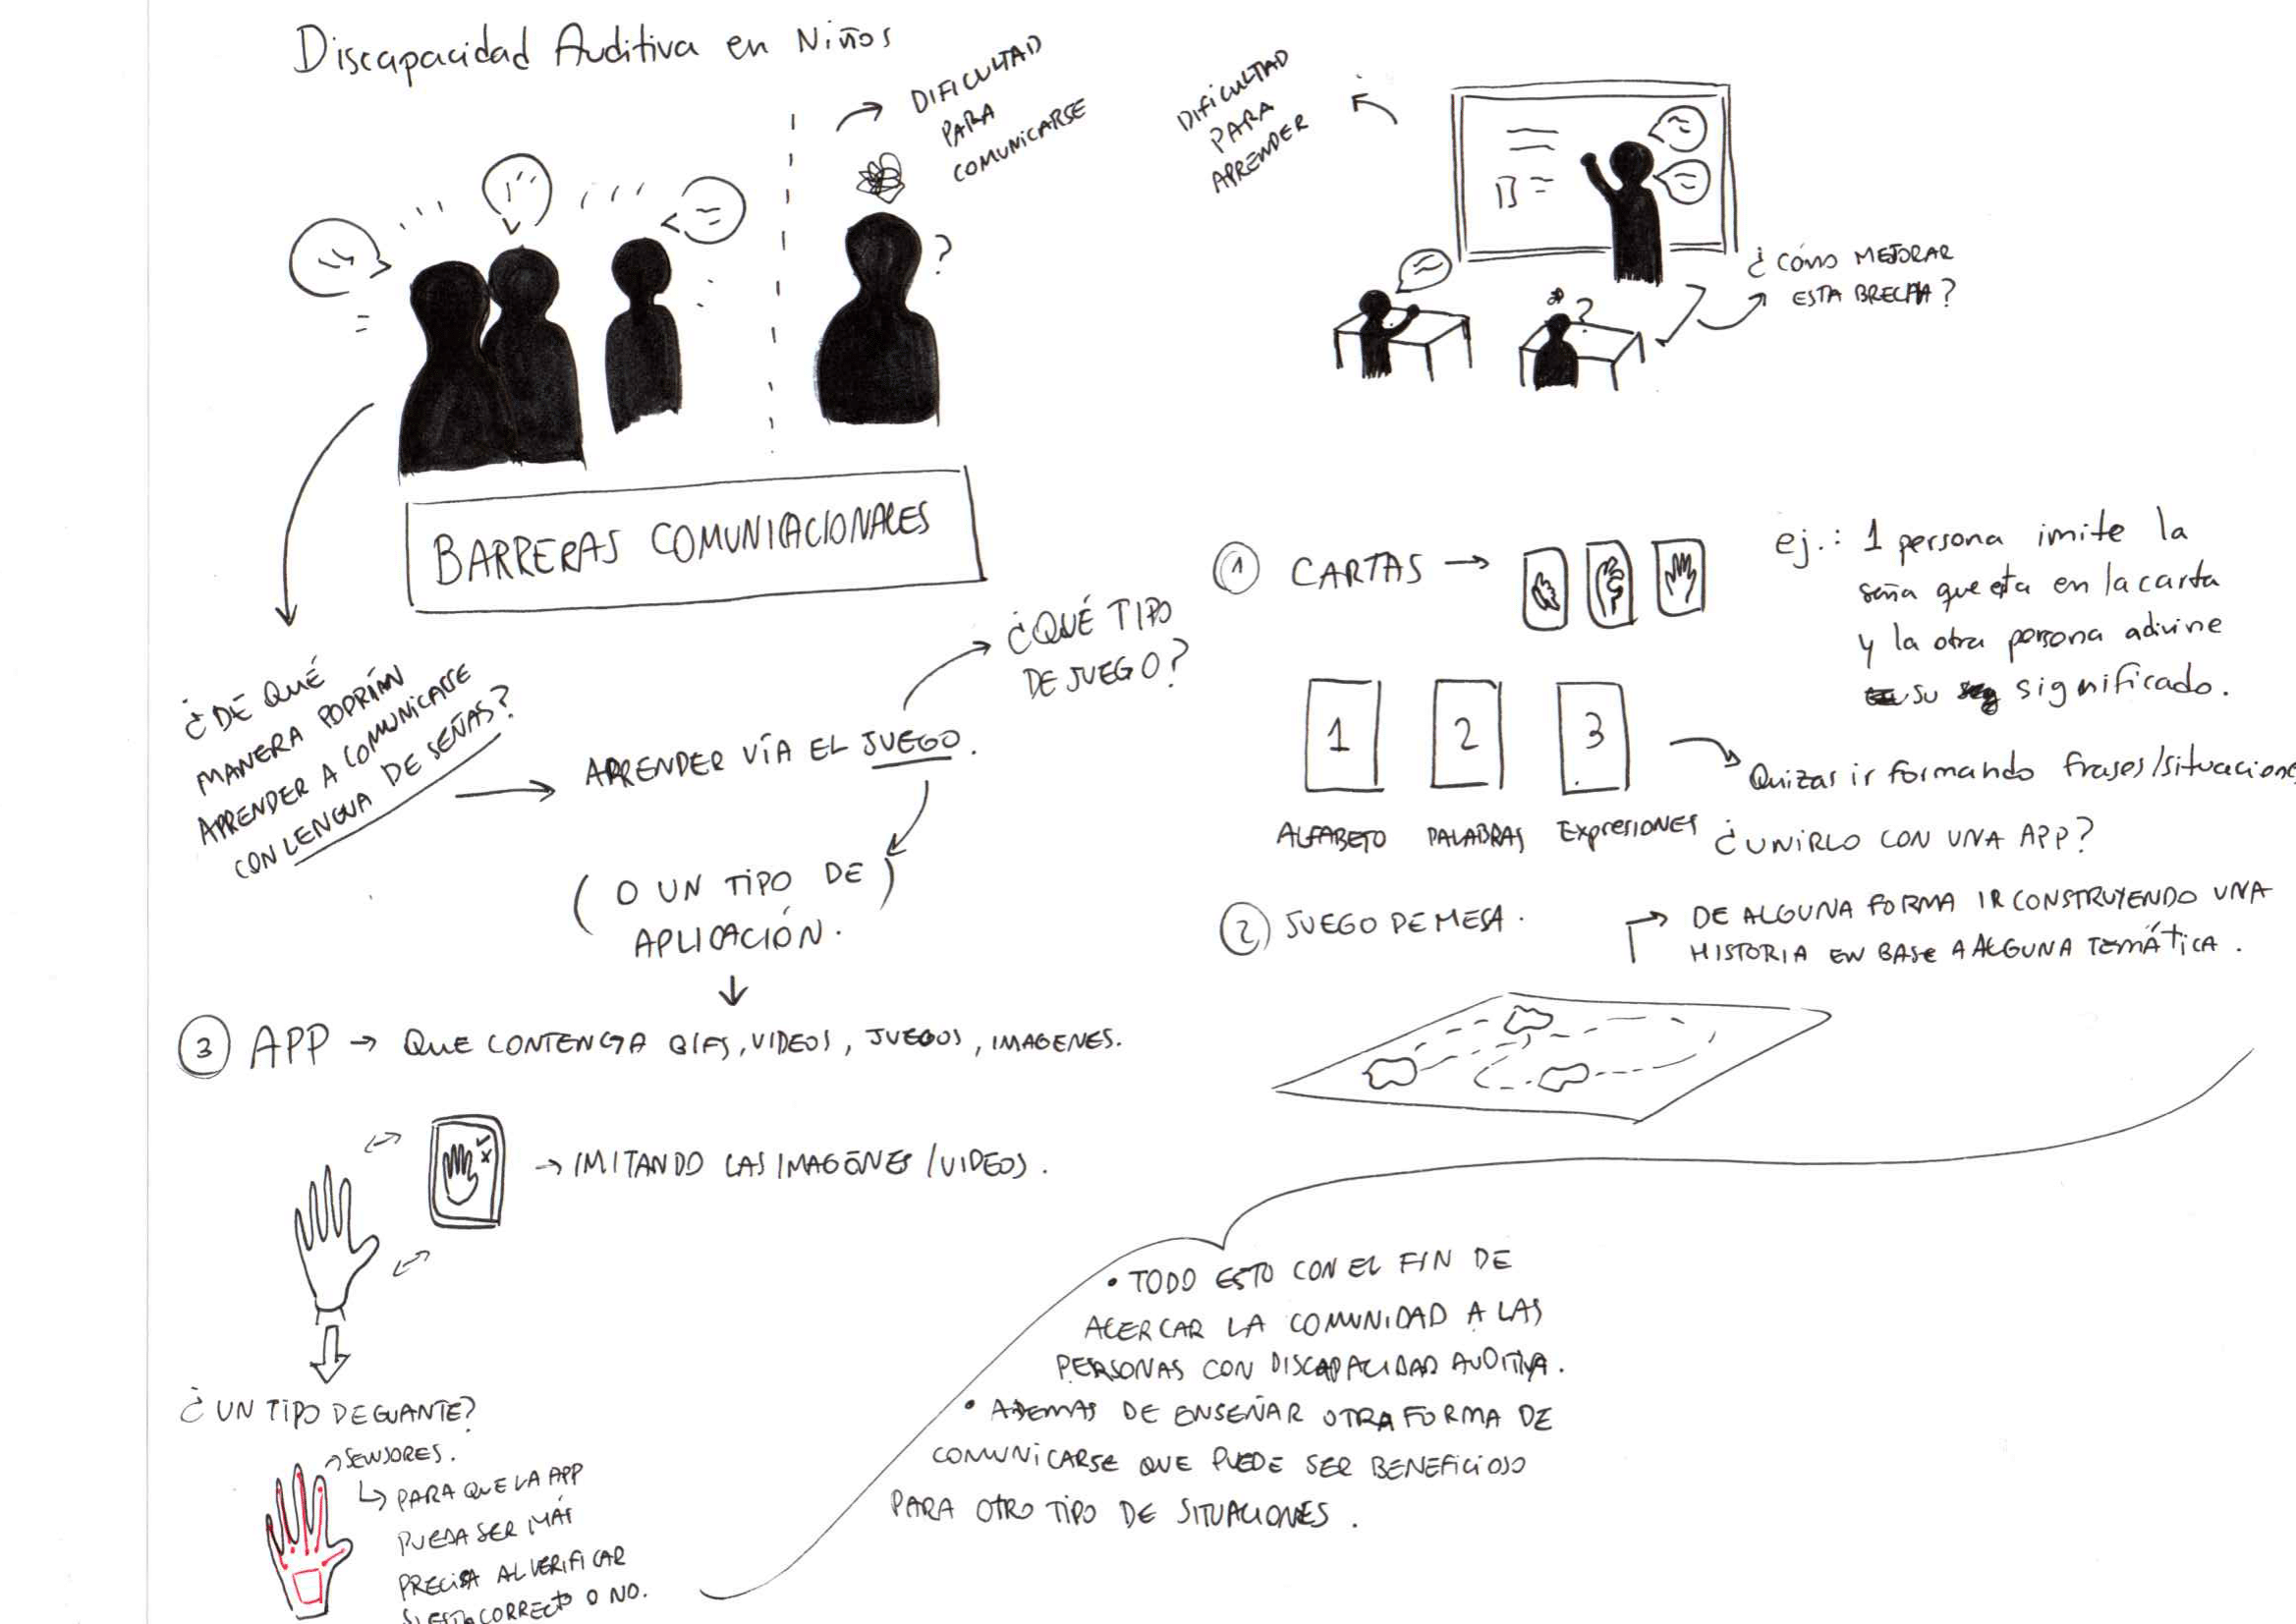 Discapacidad Auditiva en Niños
DIFICULTAD
PARA
COMUNICARSE
?
BARRERAS COMUNICACIONALES
DIFICULTAD
PARA
APRENDER
?
¿CÓMO MEJORAR
ESTA BRECHA?
¿DE QUÉ
MANERA PODRÍAN
APRENDER A COMUNICARSE
CON LENGUA DE SEÑAS?
APRENDER VÍA EL JUEGO.
¿QUÉ TIPO
DE JUEGO?
(O UN TIPO DE)
APLICACIÓN.
1 CARTAS →
ej.: 1 persona imite la
seña que esta en la carta
y la otra persona adivine
su significado.
1 2 3
ALFABETO PALABRAS EXPRESIONES
Quizas ir formando frases/situacione
¿UNIRLO CON UNA APP?
2 JUEGO DE MESA.
DE ALGUNA FORMA IR CONSTRUYENDO UNA
HISTORIA EN BASE A ALGUNA TEMÁTICA.
3 APP → QUE CONTENGA GIFS, VIDEOS, JUEGOS, IMAGENES.
→ IMITANDO LAS IMAGENES/VIDEOS.
¿UN TIPO DE GUANTE?
SENSORES.
PARA QUE LA APP
PUEDA SER MÁS
PRECISA AL VERIFICAR
SI ESTA CORRECTO O NO.
• TODO ESTO CON EL FIN DE
ACERCAR LA COMUNIDAD A LAS
PERSONAS CON DISCAPACIDAD AUDITIVA.
• ADEMAS DE ENSEÑAR OTRA FORMA DE
COMUNICARSE QUE PUEDE SER BENEFICIOSO
PARA OTRO TIPO DE SITUACIONES.